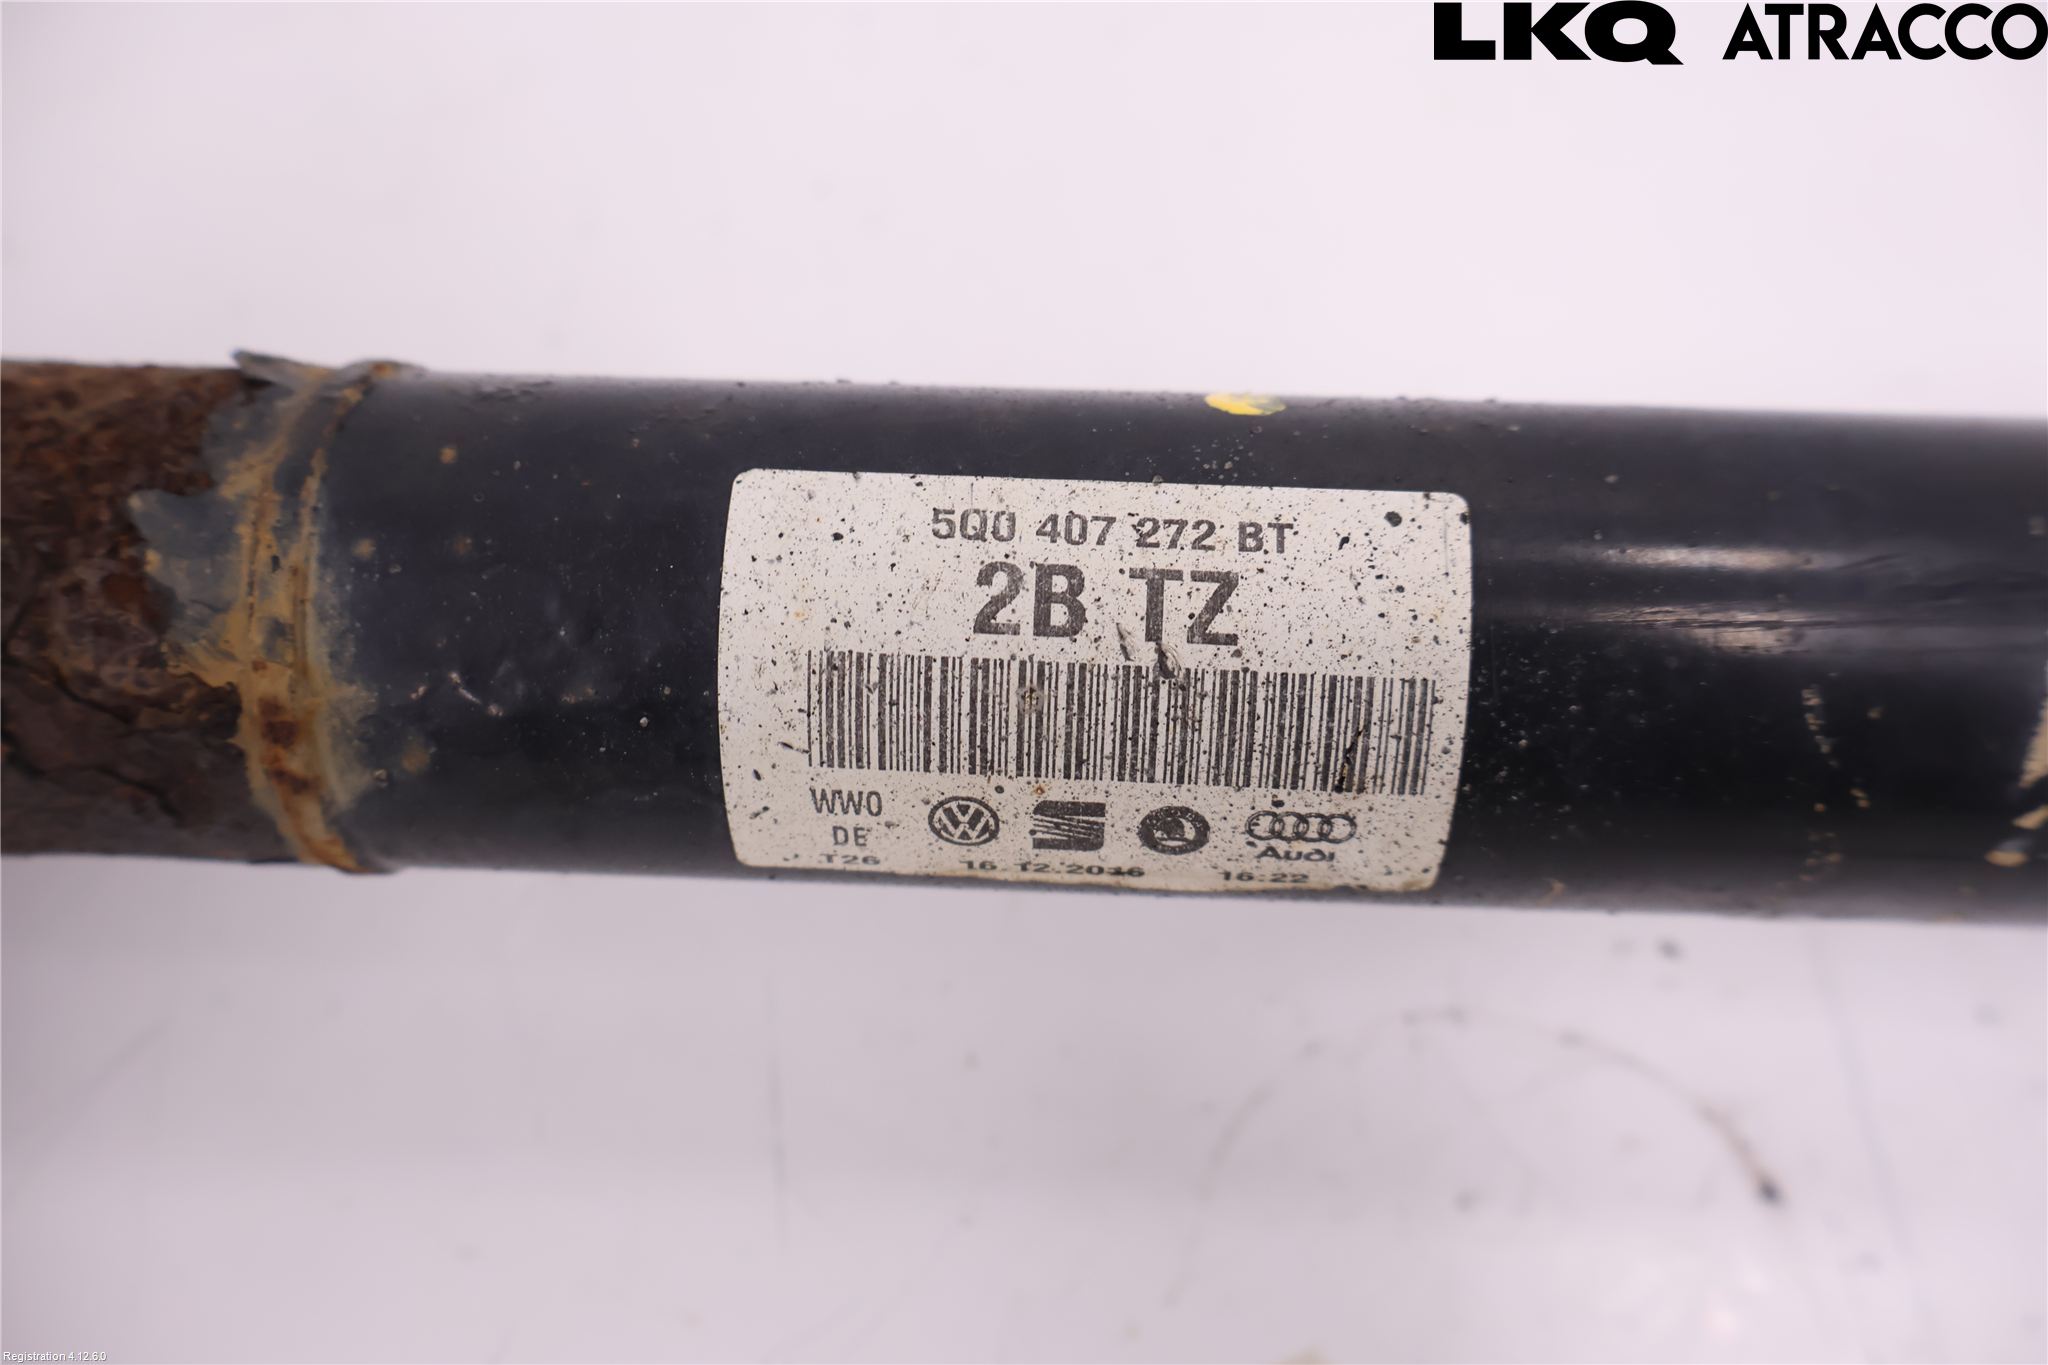 LKQ ATRACCO
5Q0 407 272 BT
2B TZ
WWO
DE
T26 16.12.2016 16:22
Audi
Registration 4.12.6.0